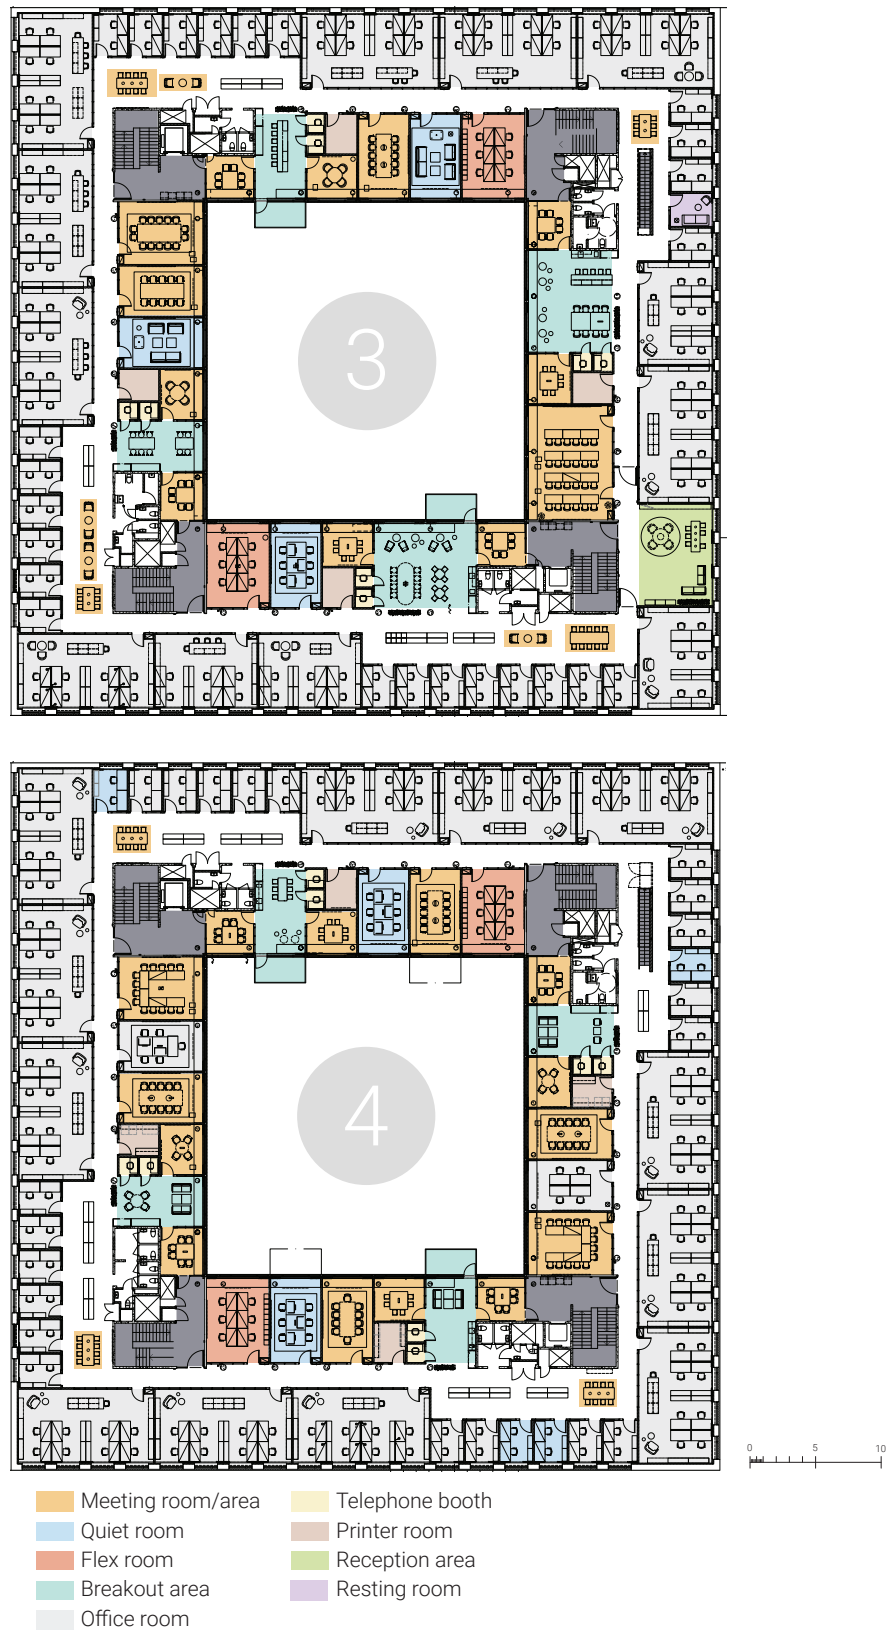 3
4
0 5 10
Meeting room/area
Quiet room
Flex room
Breakout area
Office room
Telephone booth
Printer room
Reception area
Resting room